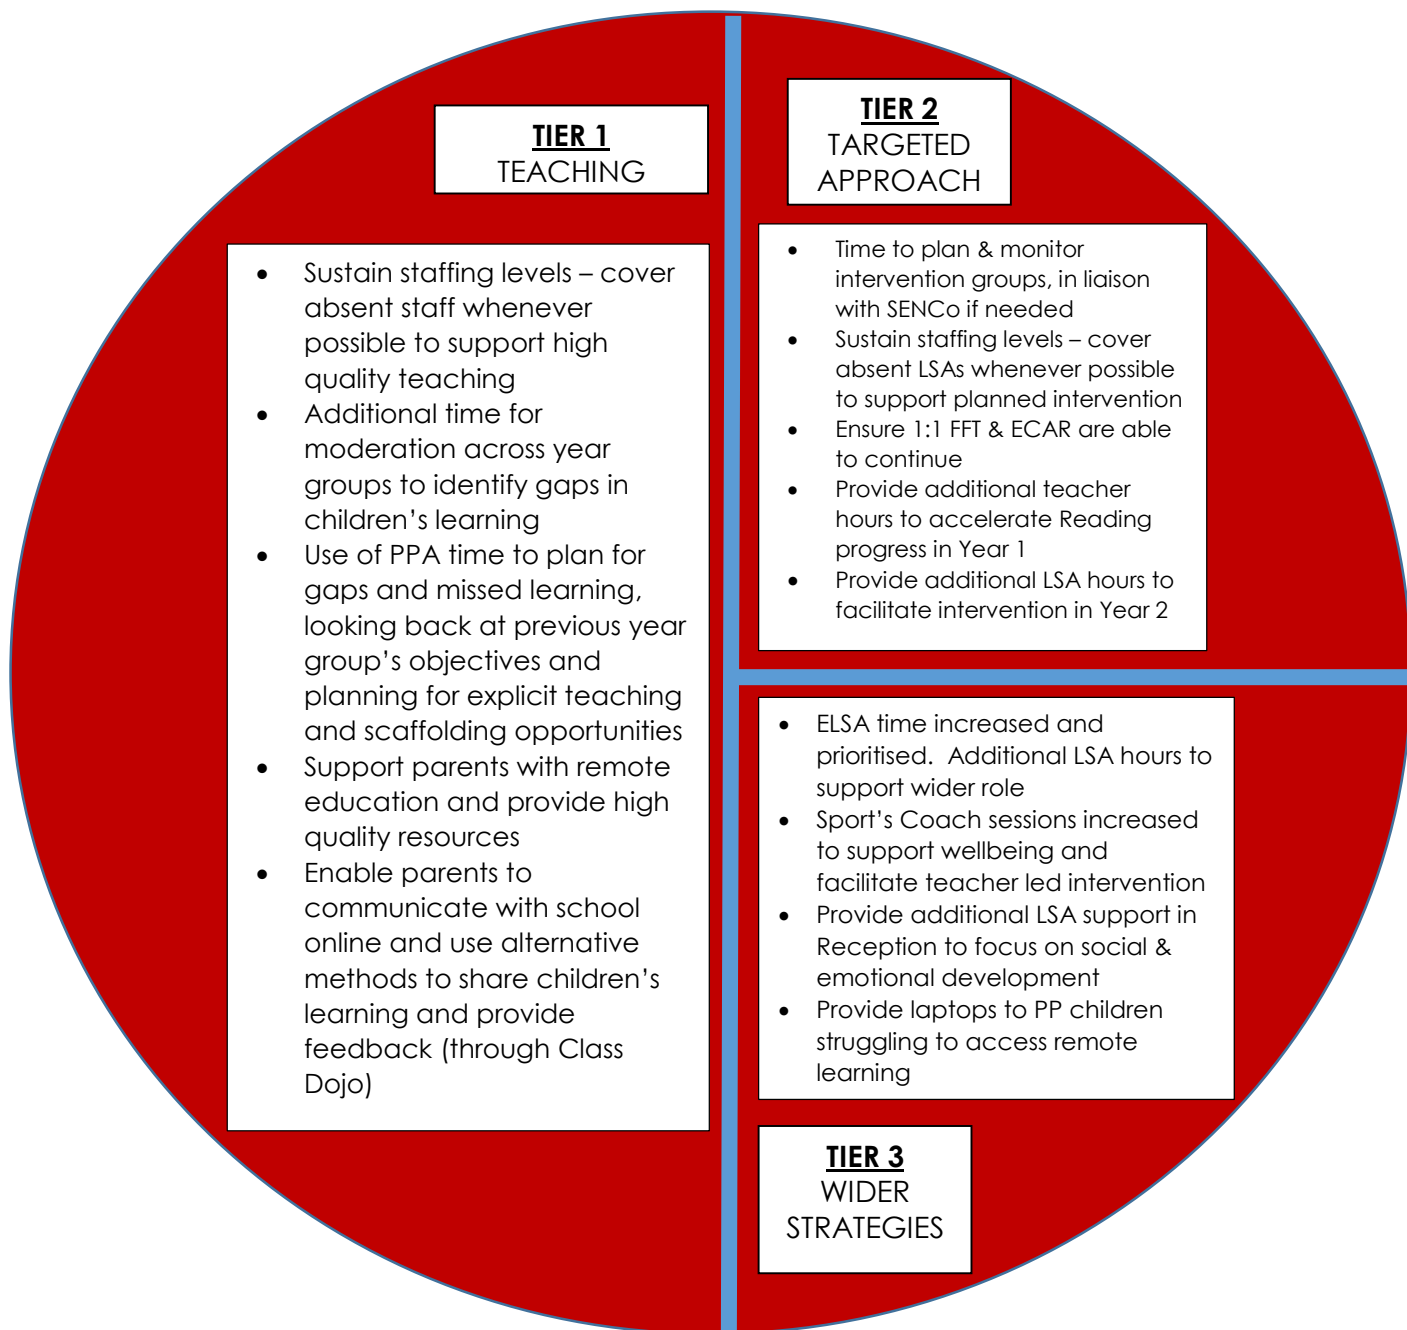 TIER 1
TEACHING
• Sustain staffing levels – cover
absent staff whenever
possible to support high
quality teaching
• Additional time for
moderation across year
groups to identify gaps in
children’s learning
• Use of PPA time to plan for
gaps and missed learning,
looking back at previous year
group’s objectives and
planning for explicit teaching
and scaffolding opportunities
• Support parents with remote
education and provide high
quality resources
• Enable parents to
communicate with school
online and use alternative
methods to share children’s
learning and provide
feedback (through Class
Dojo)
TIER 2
TARGETED
APPROACH
• Time to plan & monitor
intervention groups, in liaison
with SENCo if needed
• Sustain staffing levels – cover
absent LSAs whenever possible
to support planned intervention
• Ensure 1:1 FFT & ECAR are able
to continue
• Provide additional teacher
hours to accelerate Reading
progress in Year 1
• Provide additional LSA hours to
facilitate intervention in Year 2
• ELSA time increased and
prioritised.  Additional LSA hours to
support wider role
• Sport’s Coach sessions increased
to support wellbeing and
facilitate teacher led intervention
• Provide additional LSA support in
Reception to focus on social &
emotional development
• Provide laptops to PP children
struggling to access remote
learning
TIER 3
WIDER
STRATEGIES